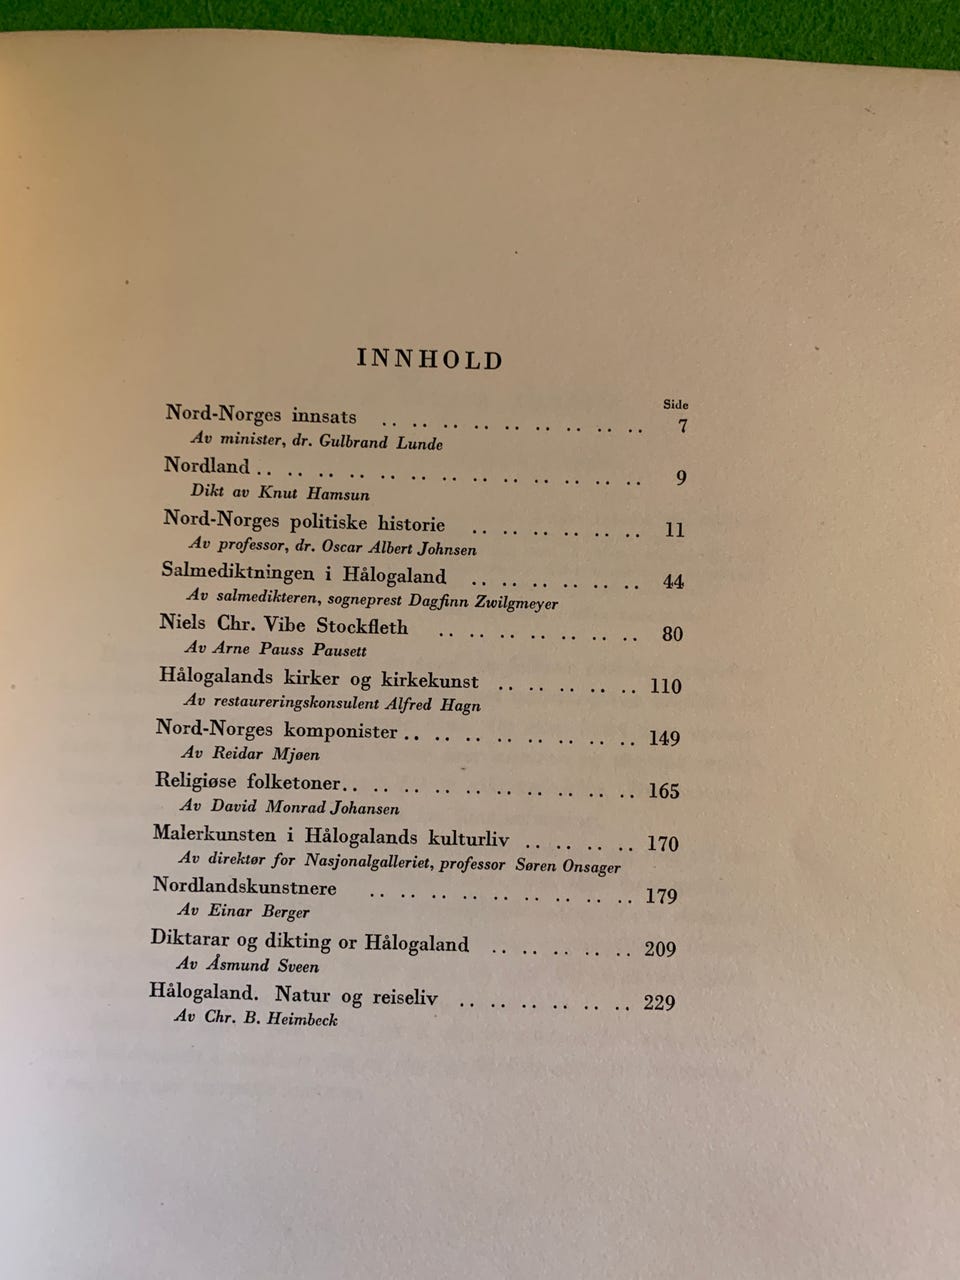 INNHOLD
Side
Nord-Norges innsats .. .. .. .. .. .. .. .. .. 7
Av minister, dr. Gulbrand Lunde
Nordland .. .. .. .. .. .. .. .. .. .. .. .. .. 9
Dikt av Knut Hamsun
Nord-Norges politiske historie .. .. .. .. .. .. 11
Av professor, dr. Oscar Albert Johnsen
Salmediktningen i Hålogaland .. .. .. .. .. .. 44
Av salmedikteren, sogneprest Dagfinn Zwilgmeyer
Niels Chr. Vibe Stockfleth .. .. .. .. .. .. .. 80
Av Arne Pauss Pausett
Hålogalands kirker og kirkekunst .. .. .. .. .. 110
Av restaureringskonsulent Alfred Hagn
Nord-Norges komponister .. .. .. .. .. .. .. .. 149
Av Reidar Mjøen
Religiøse folketoner .. .. .. .. .. .. .. .. .. .. 165
Av David Monrad Johansen
Malerkunsten i Hålogalands kulturliv .. .. .. .. 170
Av direktør for Nasjonalgalleriet, professor Søren Onsager
Nordlandskunstnere .. .. .. .. .. .. .. .. .. 179
Av Einar Berger
Diktarar og dikting or Hålogaland .. .. .. .. .. 209
Av Åsmund Sveen
Hålogaland. Natur og reiseliv .. .. .. .. .. .. 229
Av Chr. B. Heimbeck